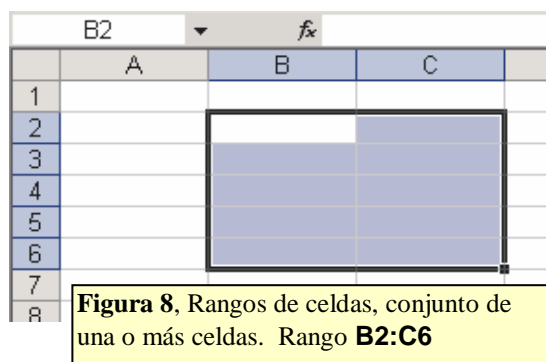 B2 fx
A B C
1
2
3
4
5
6
7
8
Figura 8, Rangos de celdas, conjunto de
una o más celdas. Rango B2:C6